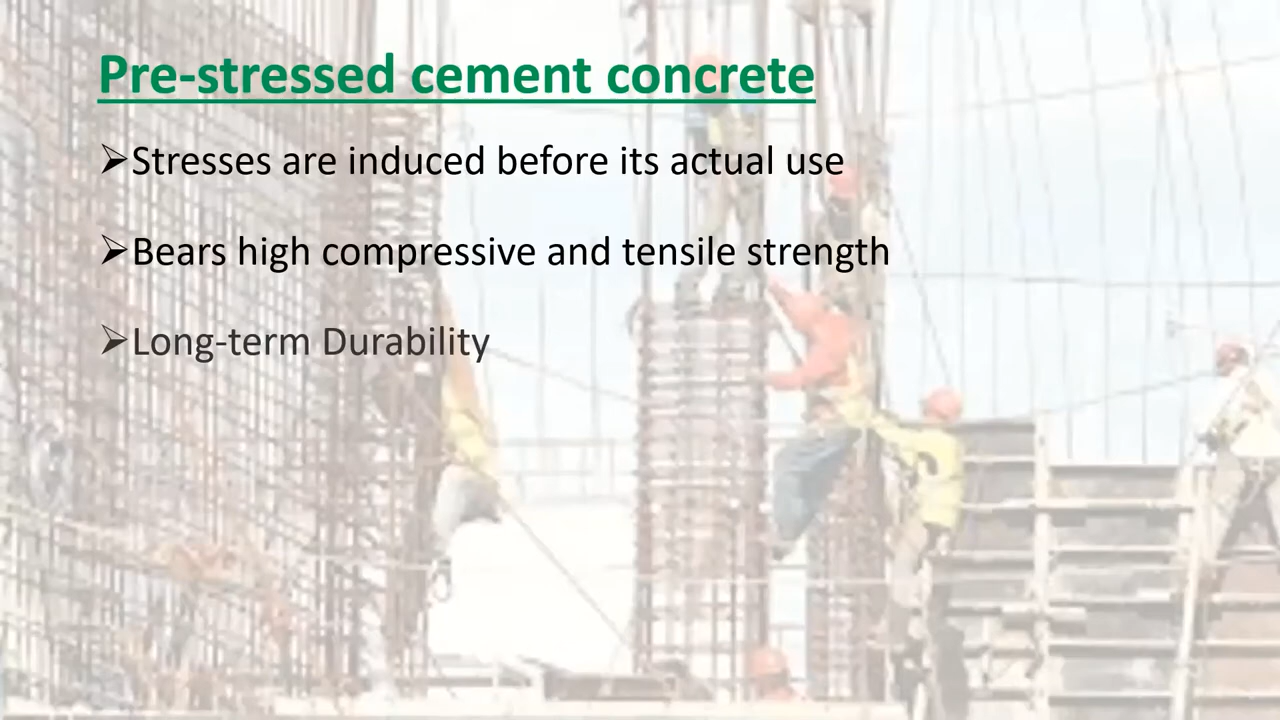 Pre-stressed cement concrete
➢Stresses are induced before its actual use
➢Bears high compressive and tensile strength
➢Long-term Durability